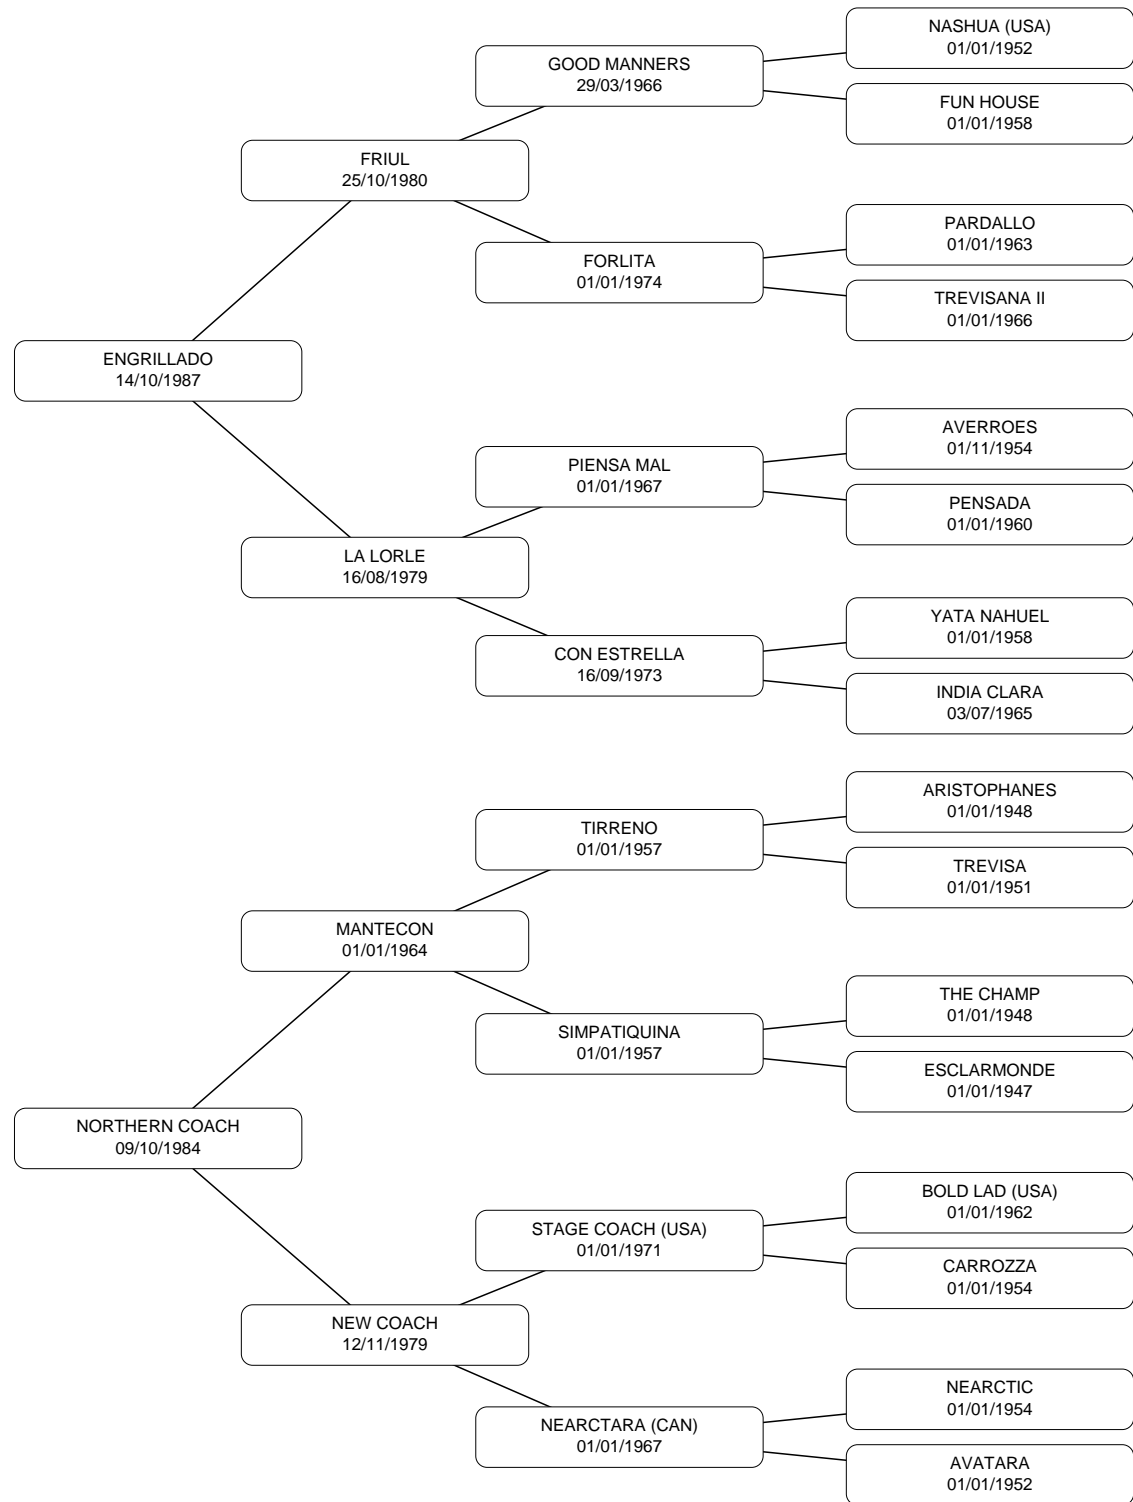 NASHUA (USA)
01/01/1952
GOOD MANNERS
29/03/1966
FUN HOUSE
01/01/1958
FRIUL
25/10/1980
PARDALLO
01/01/1963
FORLITA
01/01/1974
TREVISANA II
01/01/1966
ENGRILLADO
14/10/1987
AVERROES
01/11/1954
PIENSA MAL
01/01/1967
PENSADA
01/01/1960
LA LORLE
16/08/1979
YATA NAHUEL
01/01/1958
CON ESTRELLA
16/09/1973
INDIA CLARA
03/07/1965
ARISTOPHANES
01/01/1948
TIRRENO
01/01/1957
TREVISA
01/01/1951
MANTECON
01/01/1964
THE CHAMP
01/01/1948
SIMPATIQUINA
01/01/1957
ESCLARMONDE
01/01/1947
NORTHERN COACH
09/10/1984
BOLD LAD (USA)
01/01/1962
STAGE COACH (USA)
01/01/1971
CARROZZA
01/01/1954
NEW COACH
12/11/1979
NEARCTIC
01/01/1954
NEARCTARA (CAN)
01/01/1967
AVATARA
01/01/1952